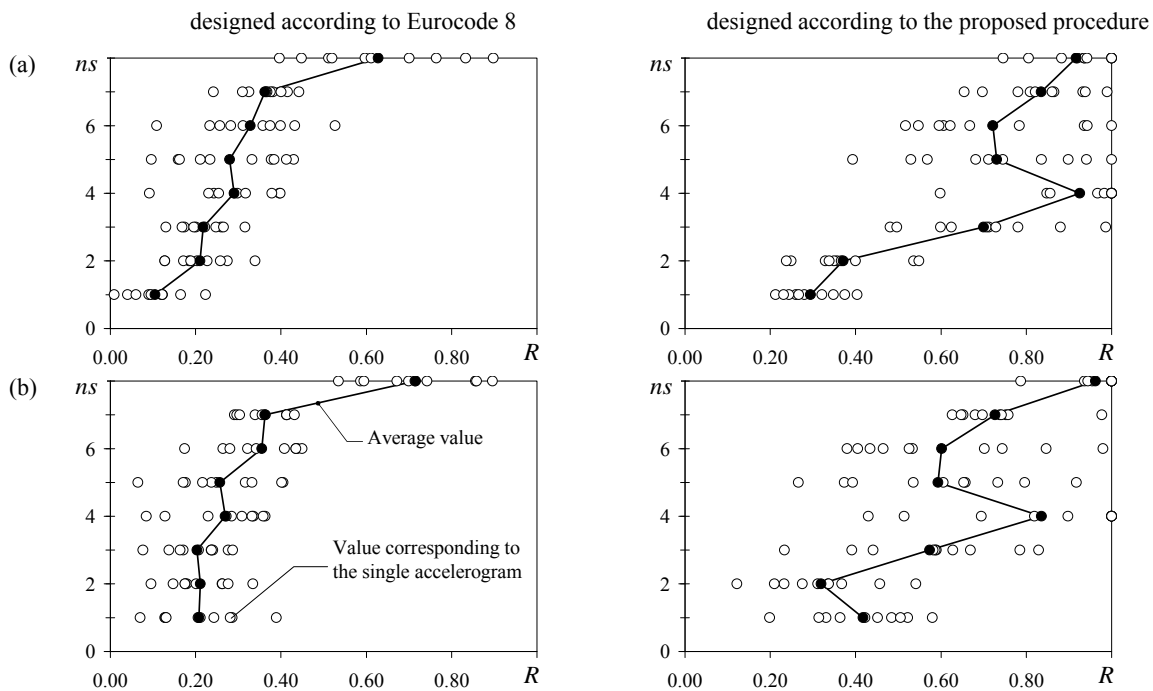 designed according to Eurocode 8
designed according to the proposed procedure
(a)
ns
6
4
2
0
0.00 0.20 0.40 0.60 0.80 R
ns
6
4
2
0
0.00 0.20 0.40 0.60 0.80 R
(b)
ns
6
4
2
0
Average value
Value corresponding to
the single accelerogram
0.00 0.20 0.40 0.60 0.80 R
ns
6
4
2
0
0.00 0.20 0.40 0.60 0.80 R